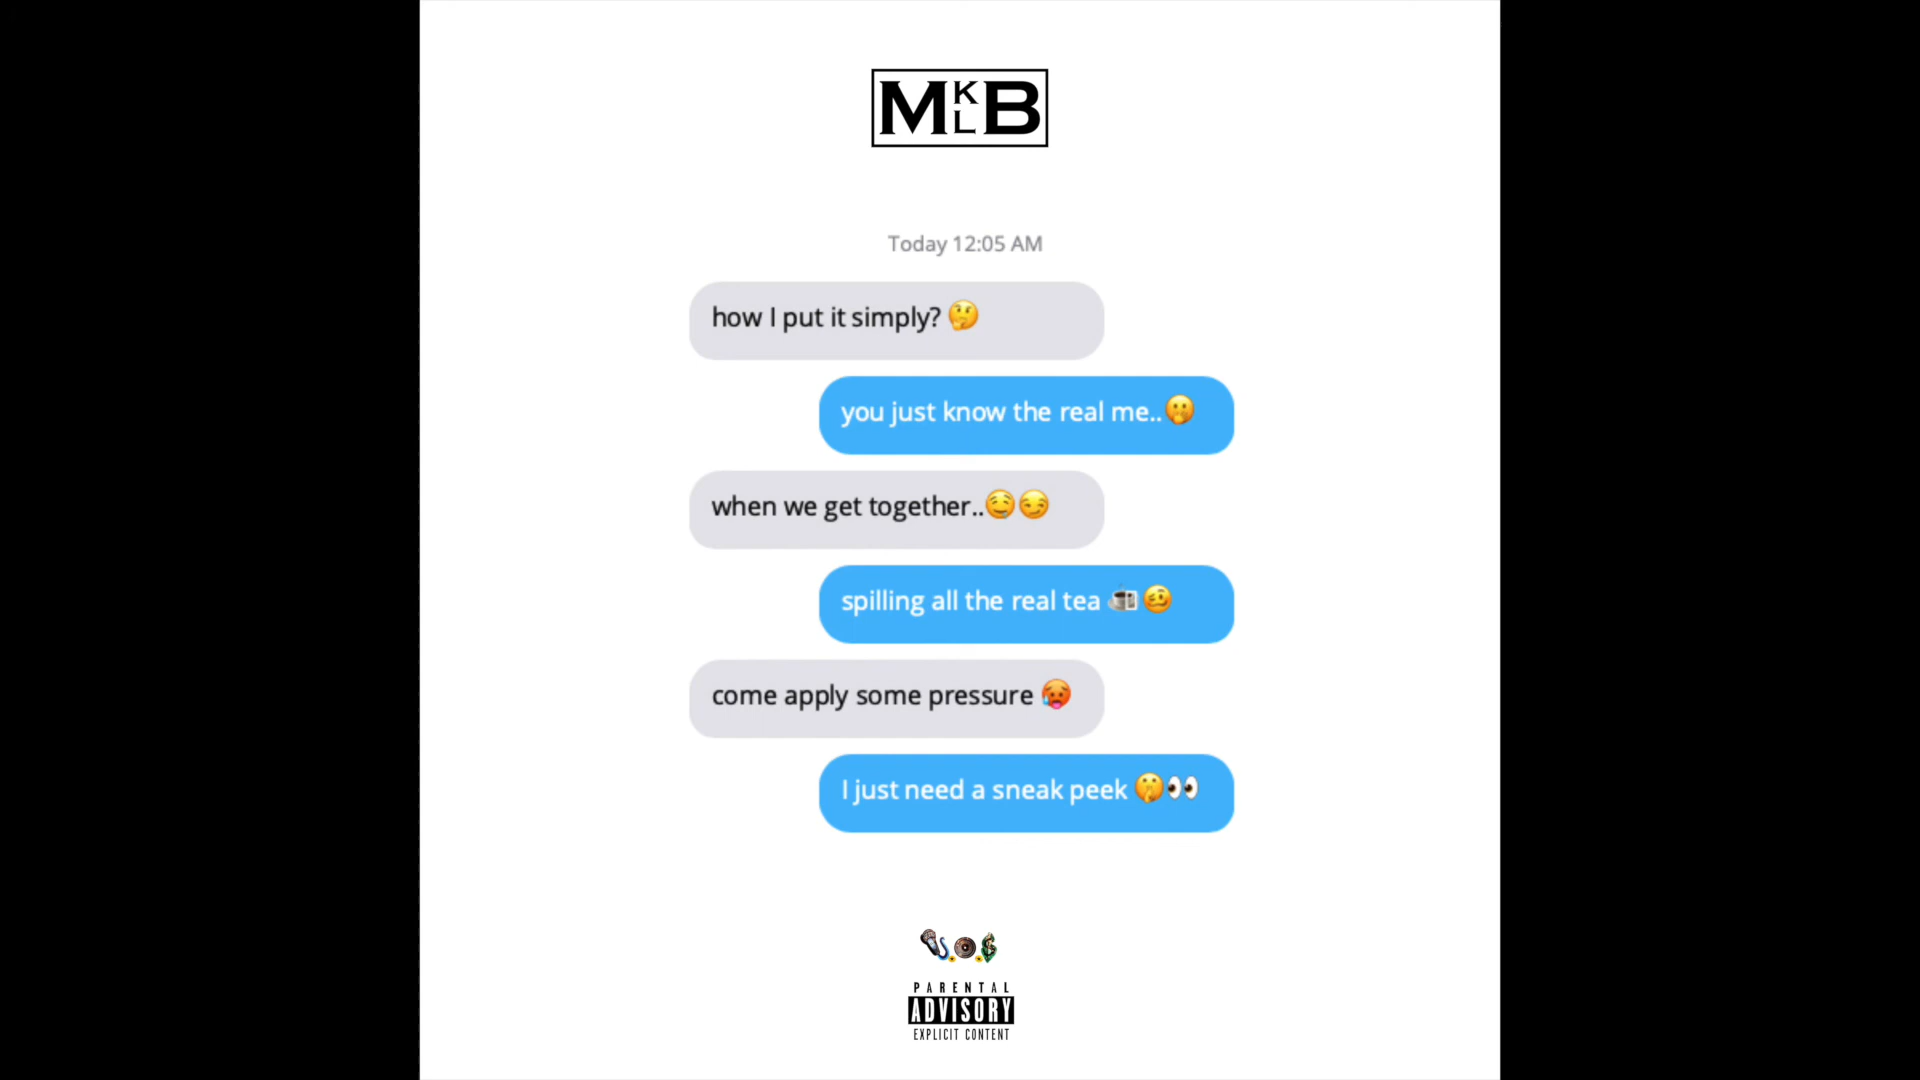 MKLB
Today 12:05 AM
how I put it simply? 🤔
you just know the real me..🫢
when we get together..🤤😏
spilling all the real tea ☕🥴
come apply some pressure 🥵
I just need a sneak peek 🤫👀
PARENTAL
ADVISORY
EXPLICIT CONTENT